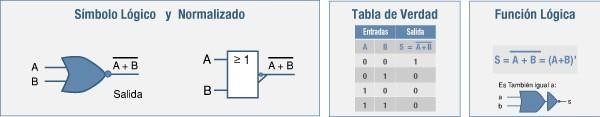 Símbolo Lógico y Normalizado
A
B
A + B
Salida
A
B
≥ 1
A + B
Tabla de Verdad
Entradas Salida
A B S = A+B
0 0 1
0 1 0
1 0 0
1 1 0
Función Lógica
S = A + B = (A+B)'
Es También igual a:
a
b
s